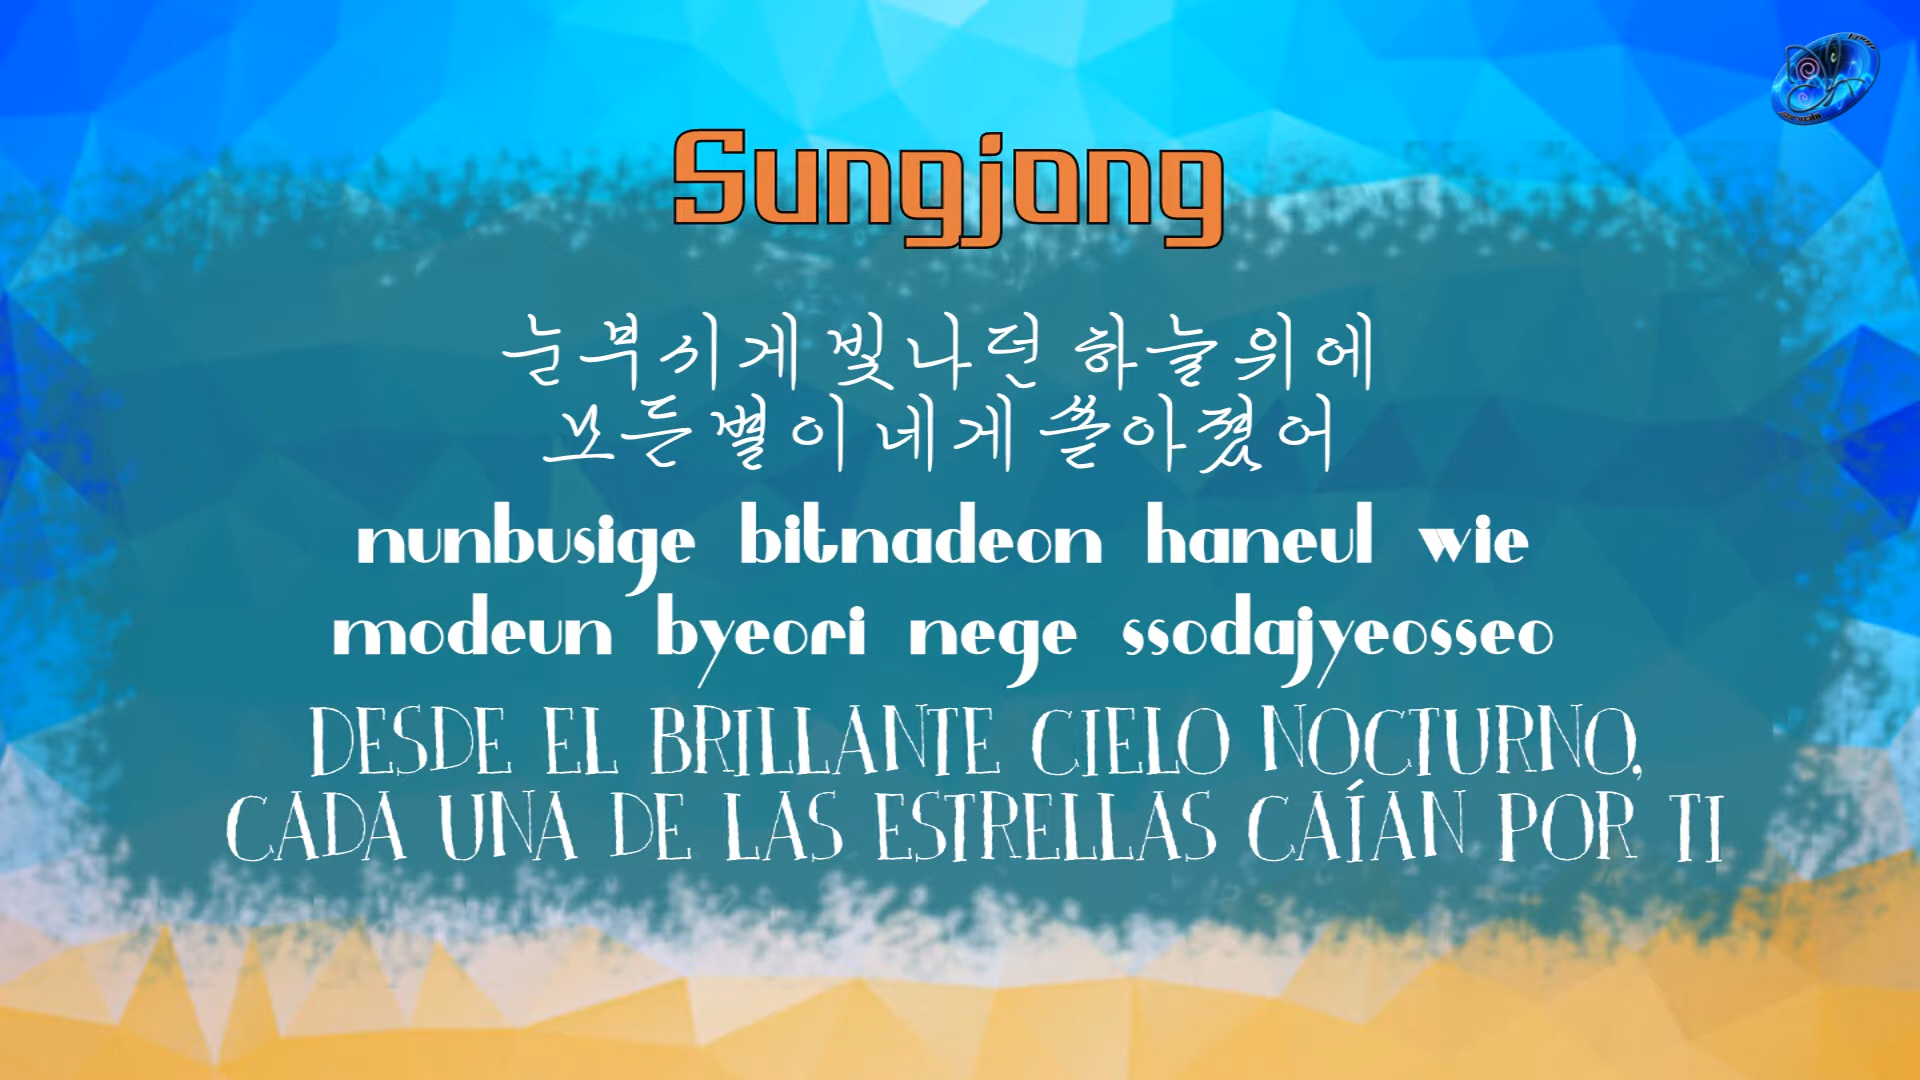 Sungjong
눈부시게 빛나던 하늘위에
모든별이 네게 쏟아졌어
nunbusige bitnadeon haneul wie
modeun byeori nege ssodajyeosseo
DESDE EL BRILLANTE CIELO NOCTURNO,
CADA UNA DE LAS ESTRELLAS CAÍAN POR TI